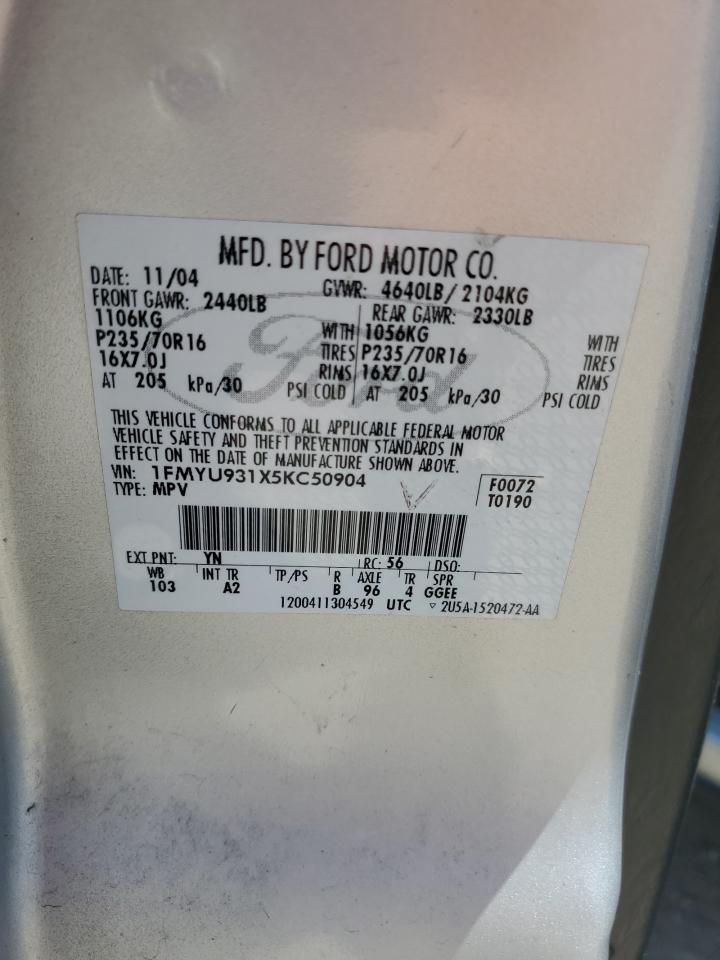 MFD. BY FORD MOTOR CO.
DATE: 11/04 GVWR: 4640LB / 2104KG
FRONT GAWR: 2440LB REAR GAWR: 2330LB
1106KG WITH 1056KG WITH
P235/70R16 TIRES P235/70R16 TIRES
16X7.0J RIMS 16X7.0J RIMS
AT 205 kPa/30 PSI COLD AT 205 kPa/30 PSI COLD
Ford
THIS VEHICLE CONFORMS TO ALL APPLICABLE FEDERAL MOTOR
VEHICLE SAFETY AND THEFT PREVENTION STANDARDS IN
EFFECT ON THE DATE OF MANUFACTURE SHOWN ABOVE.
VIN: 1FMYU931X5KC50904 F0072
TYPE: MPV T0190
EXT PNT: YN RC: 56 DSO:
WB INT TR TP/PS R AXLE TR SPR
103 A2 B 96 4 GGEE
1200411304549 UTC ▽ 2U5A-1520472-AA